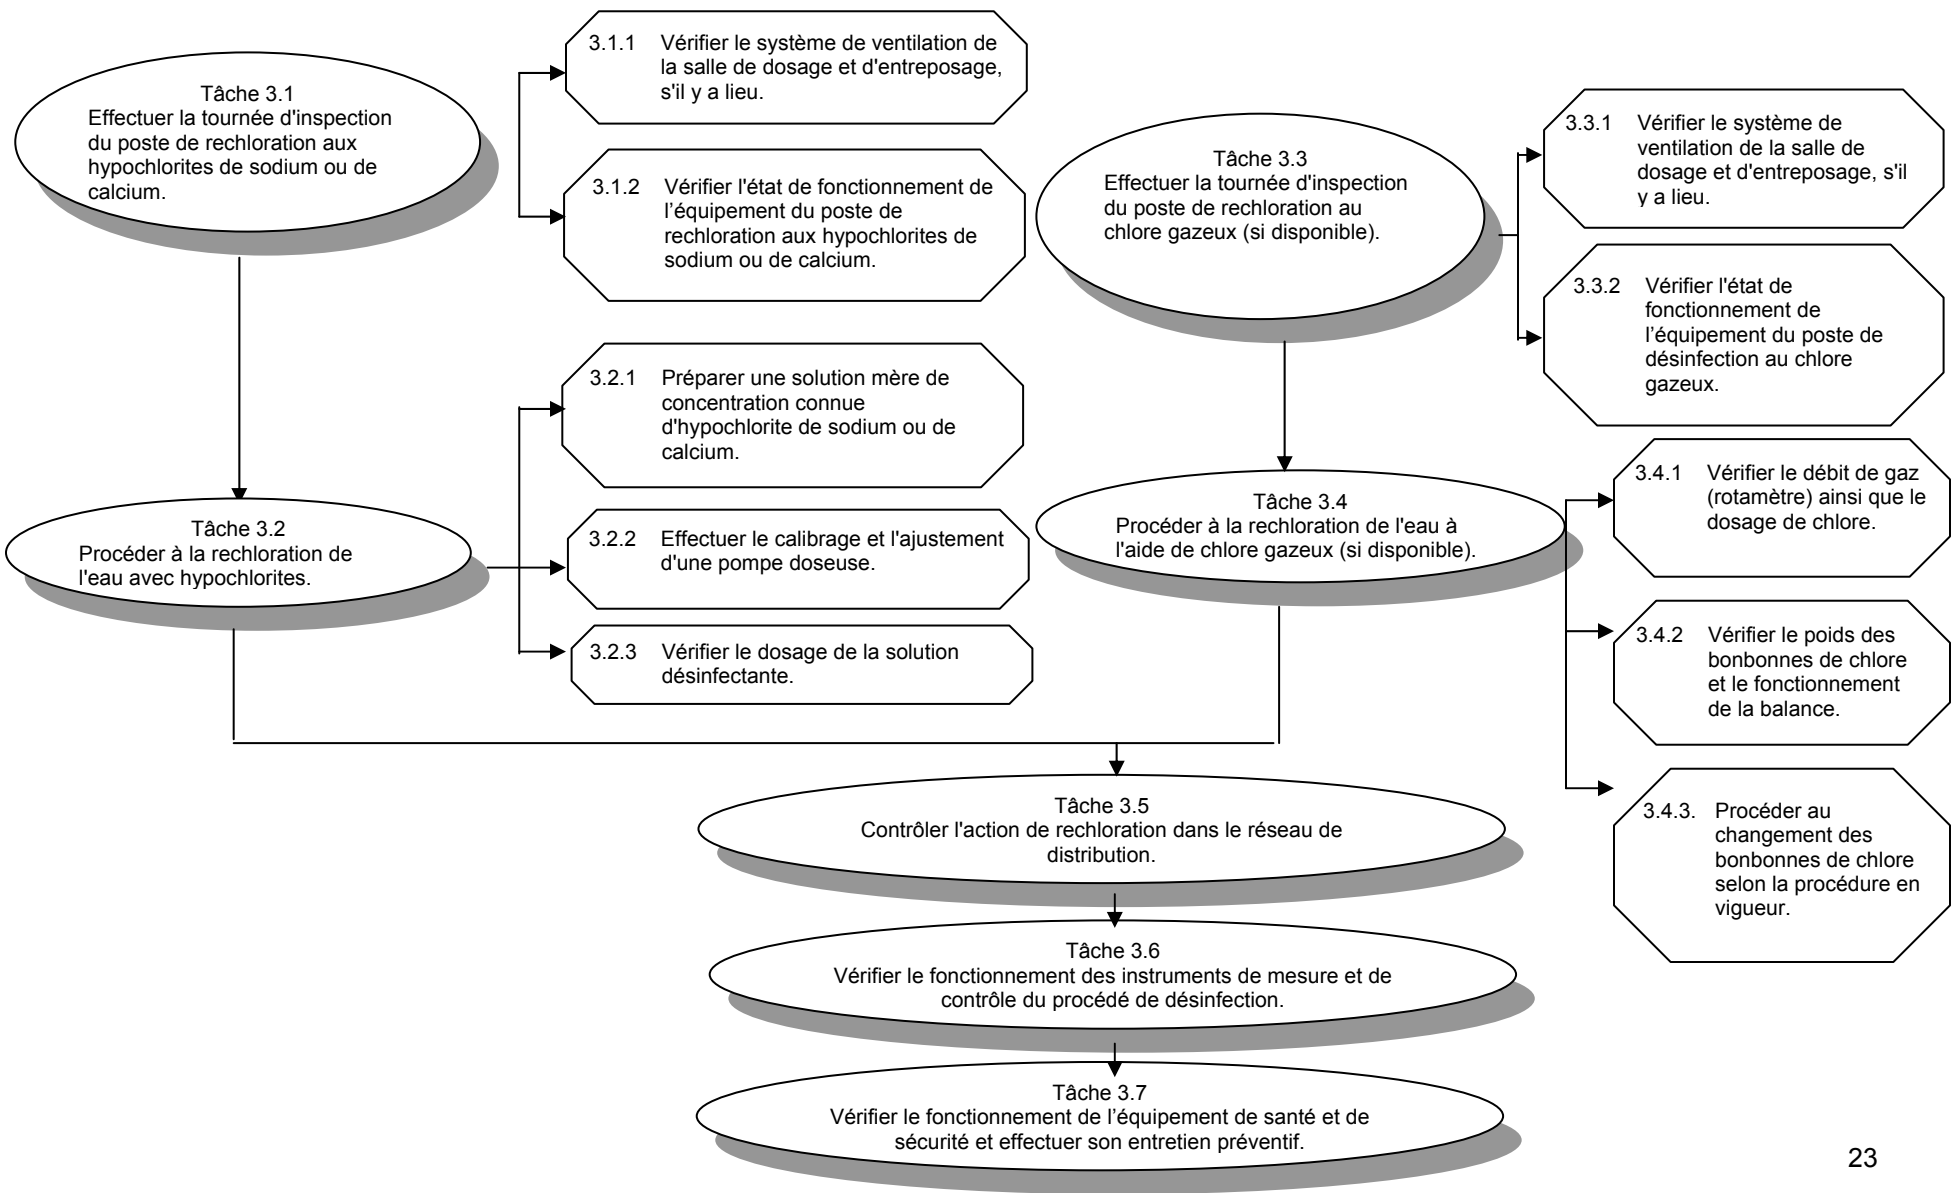 Tâche 3.1
Effectuer la tournée d'inspection
du poste de rechloration aux
hypochlorites de sodium ou de
calcium.
3.1.1 Vérifier le système de ventilation de
la salle de dosage et d'entreposage,
s'il y a lieu.
3.1.2 Vérifier l'état de fonctionnement de
l’équipement du poste de
rechloration aux hypochlorites de
sodium ou de calcium.
Tâche 3.2
Procéder à la rechloration de
l'eau avec hypochlorites.
3.2.1 Préparer une solution mère de
concentration connue
d'hypochlorite de sodium ou de
calcium.
3.2.2 Effectuer le calibrage et l'ajustement
d'une pompe doseuse.
3.2.3 Vérifier le dosage de la solution
désinfectante.
Tâche 3.3
Effectuer la tournée d'inspection
du poste de rechloration au
chlore gazeux (si disponible).
3.3.1 Vérifier le système de
ventilation de la salle de
dosage et d'entreposage, s'il
y a lieu.
3.3.2 Vérifier l'état de
fonctionnement de
l’équipement du poste de
désinfection au chlore
gazeux.
Tâche 3.4
Procéder à la rechloration de l'eau à
l'aide de chlore gazeux (si disponible).
3.4.1 Vérifier le débit de gaz
(rotamètre) ainsi que le
dosage de chlore.
3.4.2 Vérifier le poids des
bonbonnes de chlore
et le fonctionnement
de la balance.
3.4.3. Procéder au
changement des
bonbonnes de chlore
selon la procédure en
vigueur.
Tâche 3.5
Contrôler l'action de rechloration dans le réseau de
distribution.
Tâche 3.6
Vérifier le fonctionnement des instruments de mesure et de
contrôle du procédé de désinfection.
Tâche 3.7
Vérifier le fonctionnement de l’équipement de santé et de
sécurité et effectuer son entretien préventif.
23